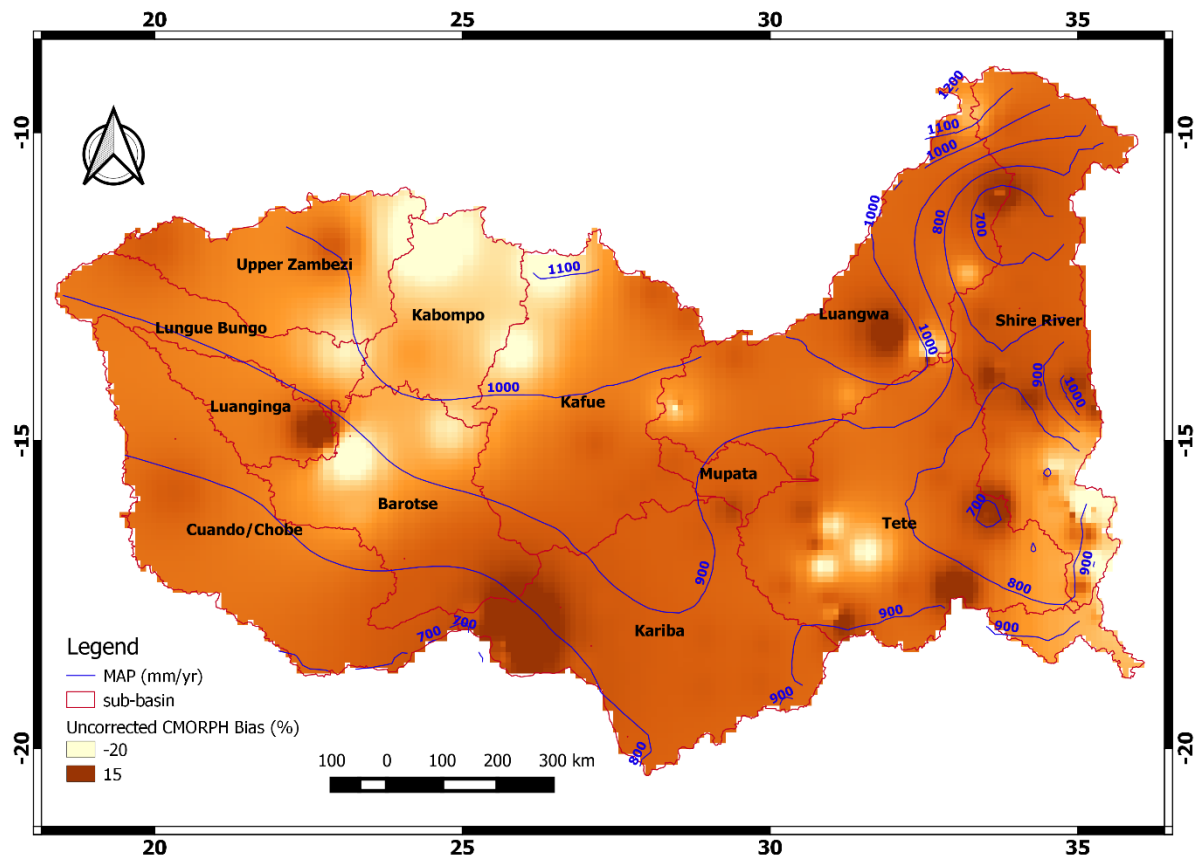 20 25 30 35
-10 -10
1200
1100
1000
1000
800
700
Upper Zambezi
1100
Kabompo
Luangwa
Shire River
Lungue Bungo
1000
900
1000
1000
Luanginga
Kafue
-15 -15
Mupata
Barotse
700
Tete
Cuando/Chobe
900
900
800
Kariba
900
900
700
700
900
800
Legend
MAP (mm/yr)
sub-basin
Uncorrected CMORPH Bias (%)
-20
15
100 0 100 200 300 km
-20 -20
20 25 30 35